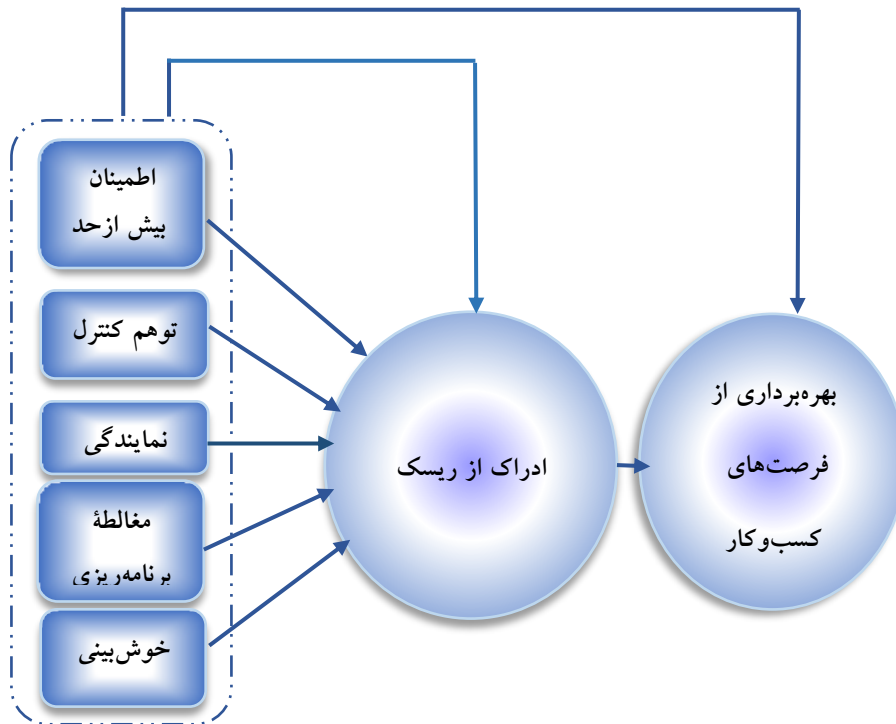 اطمینان
بیش ازحد
توهم کنترل
نمایندگی
مغالطهٔ
برنامه‌ریزی
خوش‌بینی
ادراک از ریسک
بهره‌برداری از
فرصت‌های
کسب‌وکار